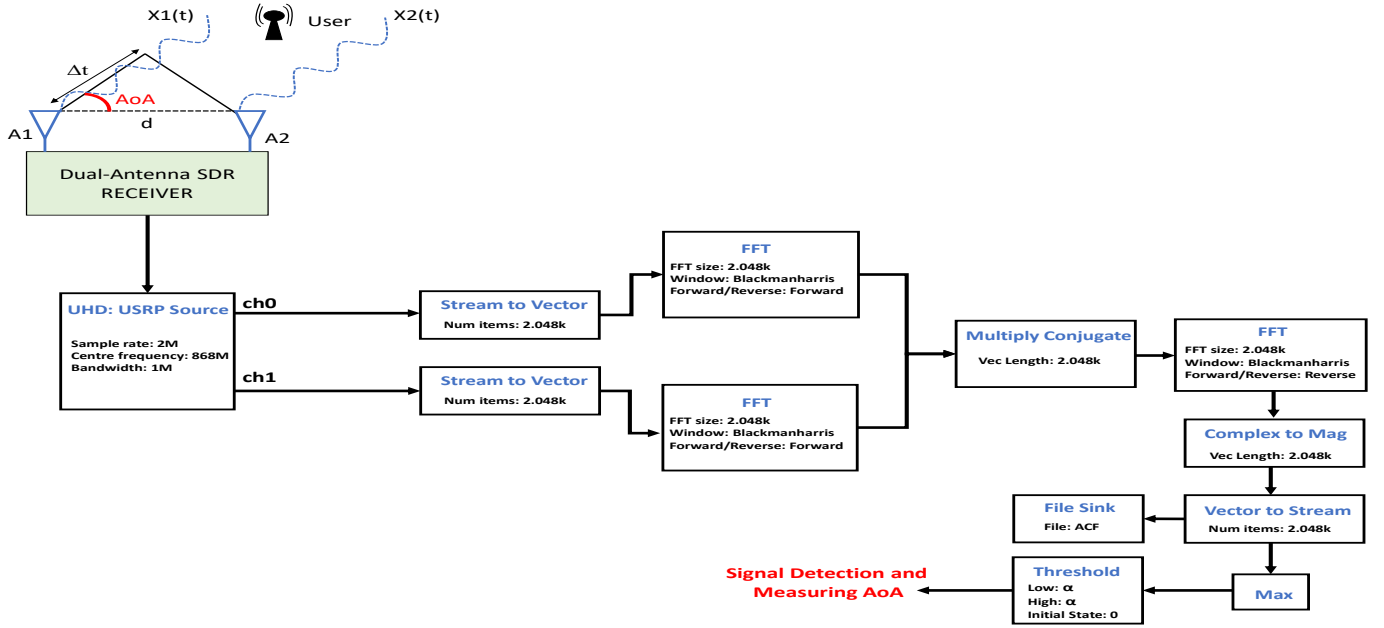 X1(t)
User
X2(t)
Δt
AoA
d
A1
A2
Dual-Antenna SDR
RECEIVER
UHD: USRP Source
Sample rate: 2M
Centre frequency: 868M
Bandwidth: 1M
ch0
ch1
Stream to Vector
Num items: 2.048k
Stream to Vector
Num items: 2.048k
FFT
FFT size: 2.048k
Window: Blackmanharris
Forward/Reverse: Forward
FFT
FFT size: 2.048k
Window: Blackmanharris
Forward/Reverse: Forward
Multiply Conjugate
Vec Length: 2.048k
FFT
FFT size: 2.048k
Window: Blackmanharris
Forward/Reverse: Reverse
Complex to Mag
Vec Length: 2.048k
Vector to Stream
Num items: 2.048k
File Sink
File: ACF
Max
Threshold
Low: α
High: α
Initial State: 0
Signal Detection and
Measuring AoA